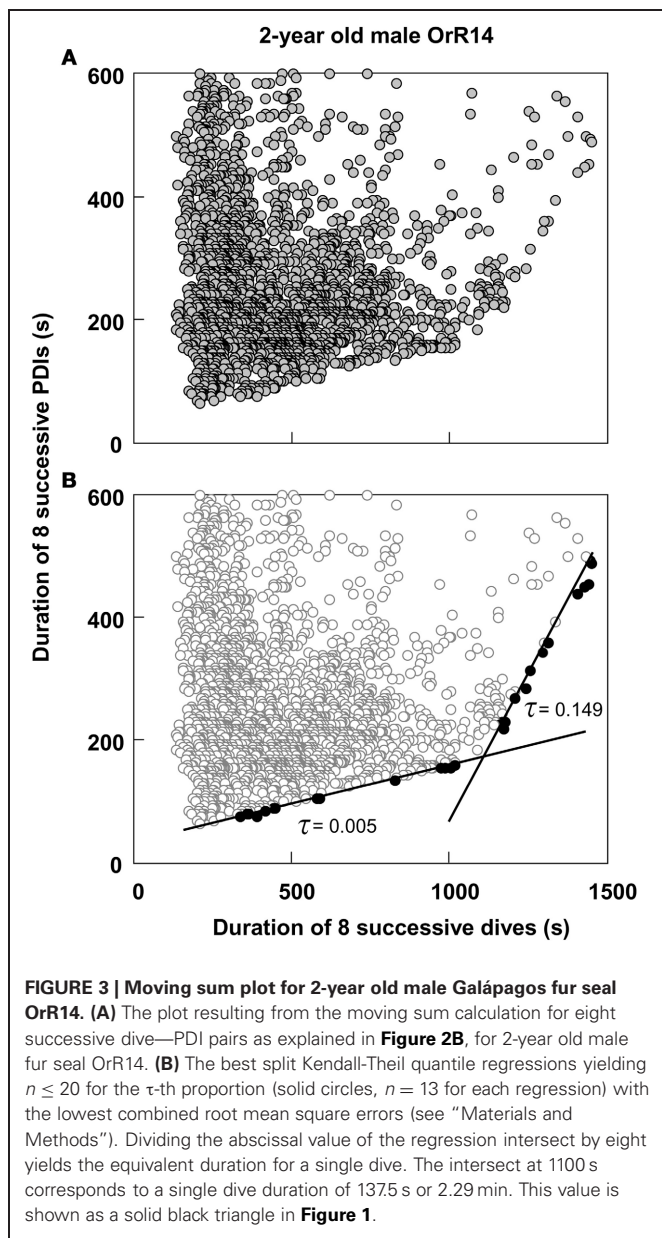 2-year old male OrR14
A
600
400
200
0
B
600
400
200
0
Duration of 8 successive PDIs (s)
τ = 0.149
τ = 0.005
0 500 1000 1500
Duration of 8 successive dives (s)
FIGURE 3 | Moving sum plot for 2-year old male Galápagos fur seal
OrR14. (A) The plot resulting from the moving sum calculation for eight
successive dive—PDI pairs as explained in Figure 2B, for 2-year old male
fur seal OrR14. (B) The best split Kendall-Theil quantile regressions yielding
n ≤ 20 for the τ-th proportion (solid circles, n = 13 for each regression) with
the lowest combined root mean square errors (see “Materials and
Methods”). Dividing the abscissal value of the regression intersect by eight
yields the equivalent duration for a single dive. The intersect at 1100 s
corresponds to a single dive duration of 137.5 s or 2.29 min. This value is
shown as a solid black triangle in Figure 1.